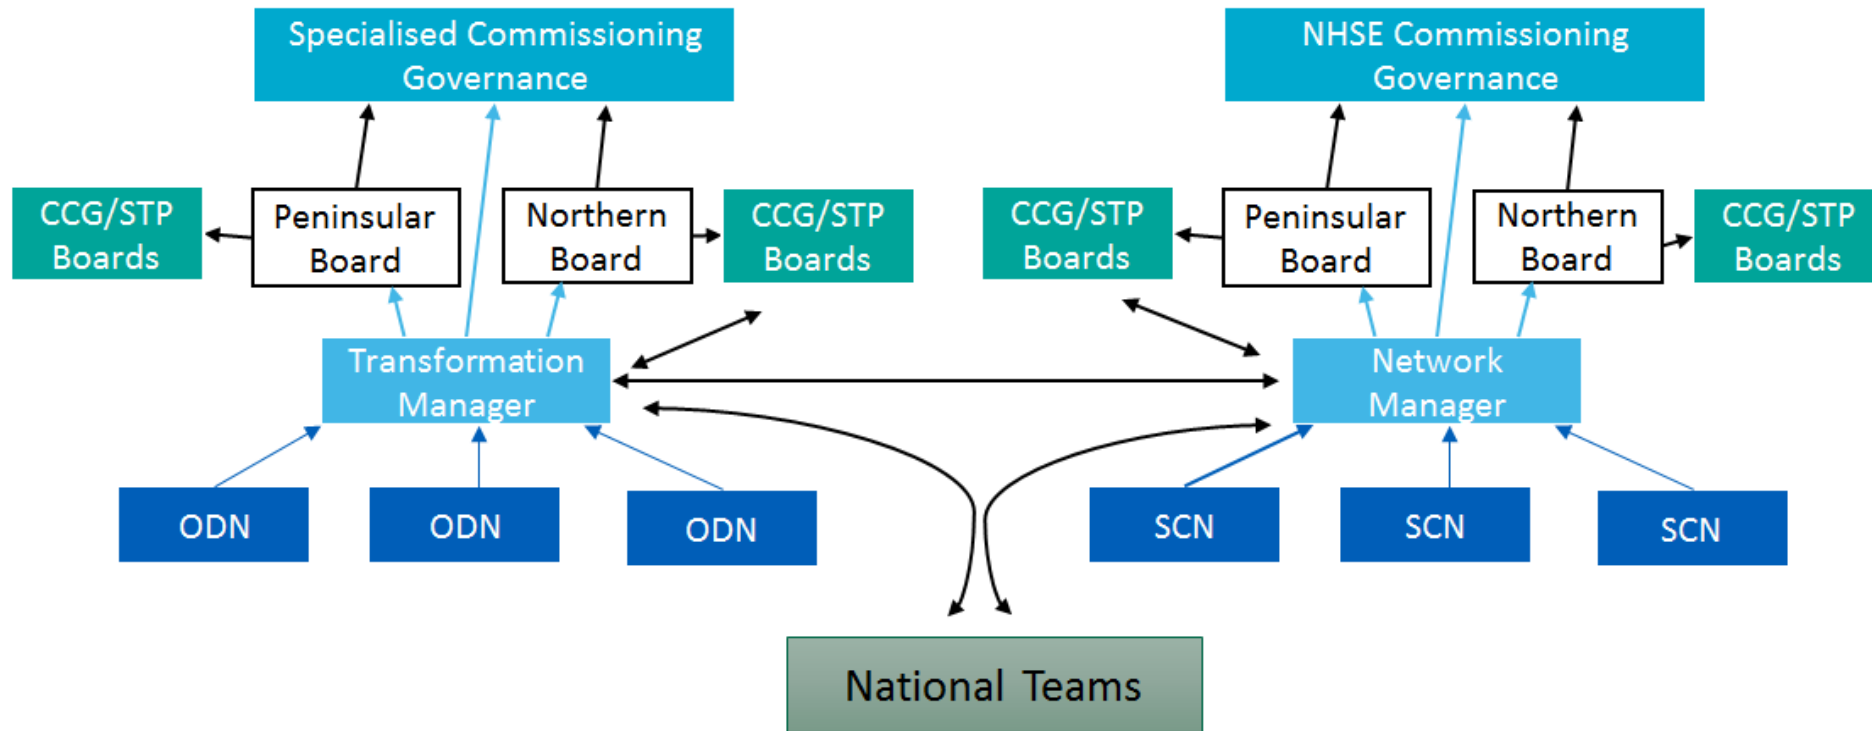 Specialised Commissioning
Governance
NHSE Commissioning
Governance
CCG/STP
Boards
Peninsular
Board
Northern
Board
CCG/STP
Boards
CCG/STP
Boards
Peninsular
Board
Northern
Board
CCG/STP
Boards
Transformation
Manager
Network
Manager
ODN
ODN
ODN
SCN
SCN
SCN
National Teams